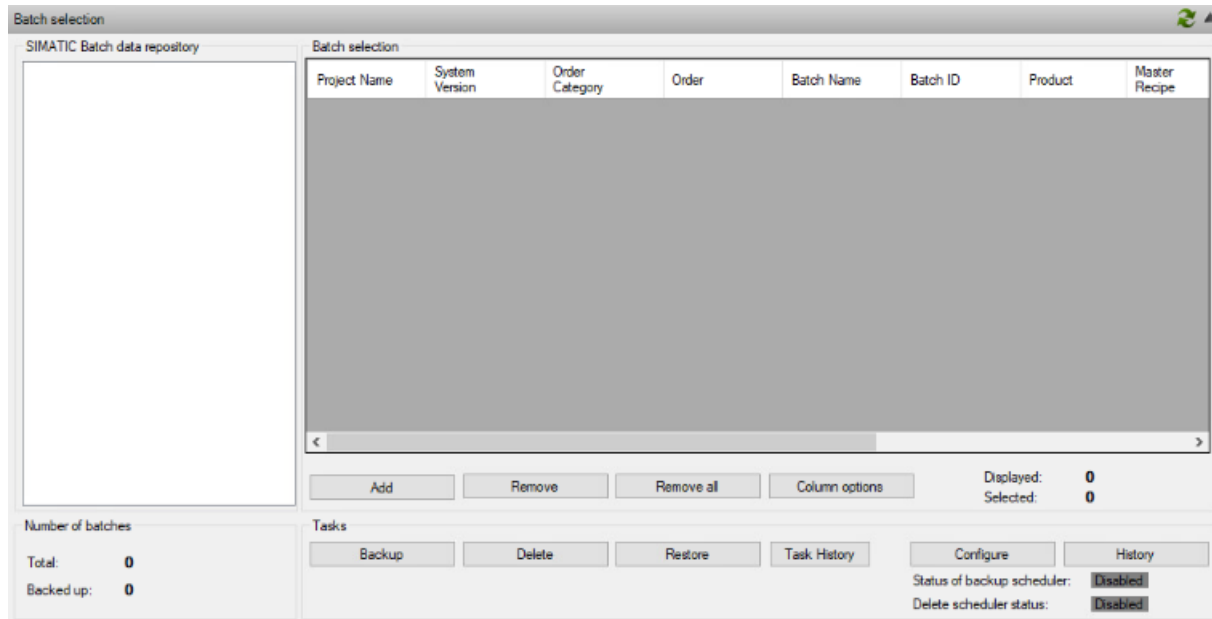 Batch selection
SIMATIC Batch data repository
Batch selection
Project Name
System
Version
Order
Category
Order
Batch Name
Batch ID
Product
Master
Recipe
Add
Remove
Remove all
Column options
Displayed: 0
Selected: 0
Number of batches
Total: 0
Backed up: 0
Tasks
Backup
Delete
Restore
Task History
Configure
History
Status of backup scheduler: Disabled
Delete scheduler status: Disabled